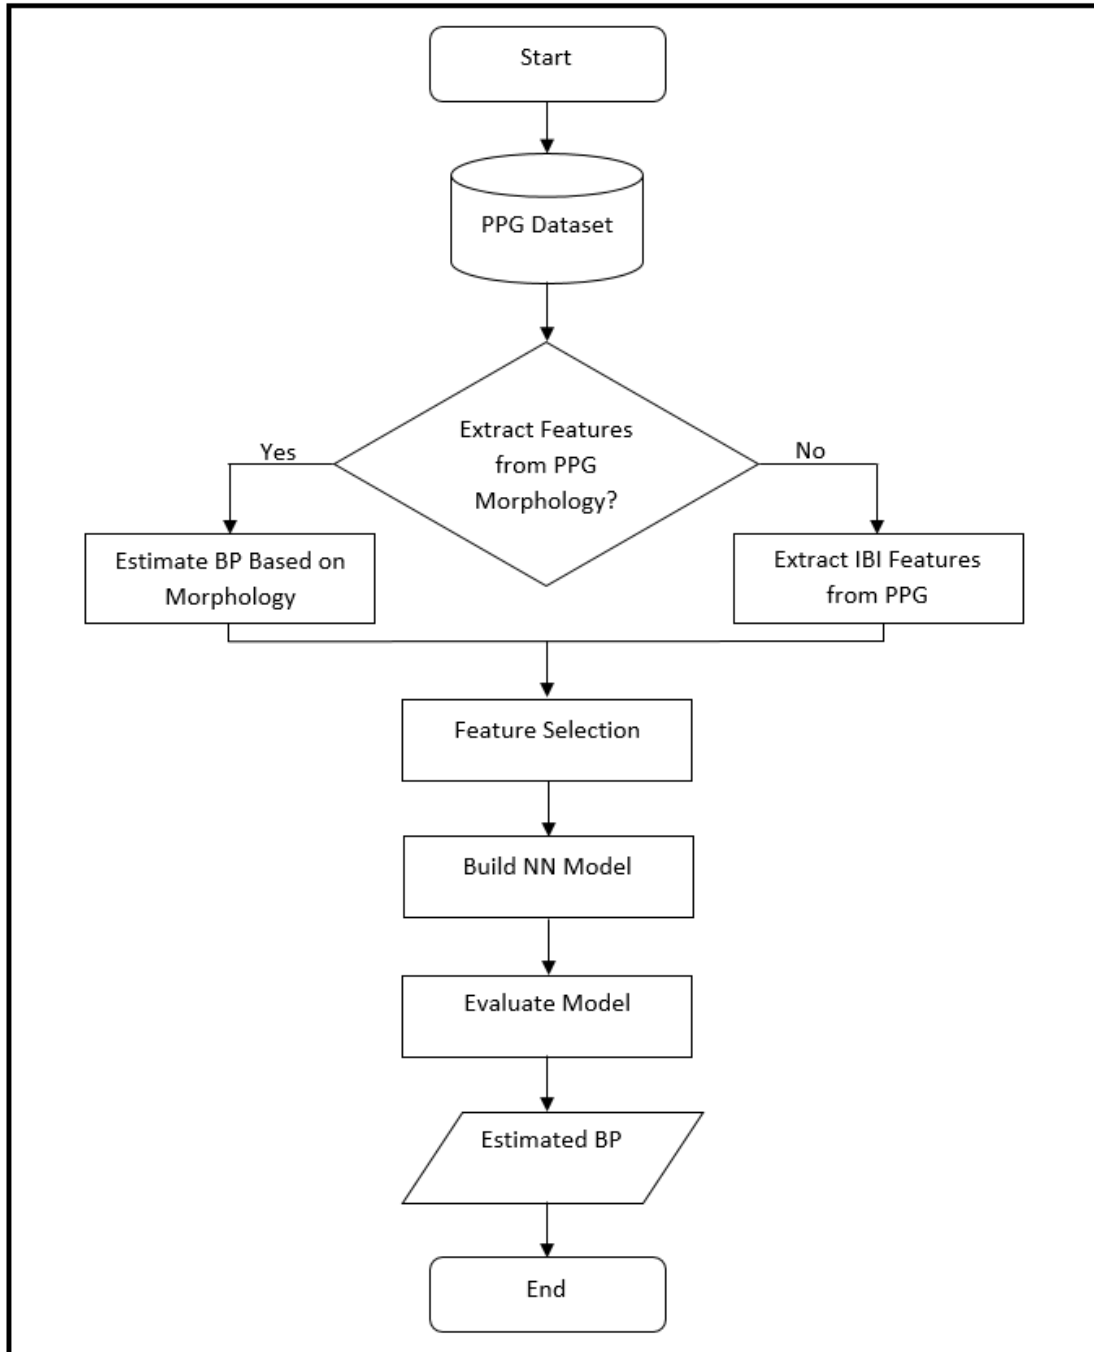 Start
PPG Dataset
Extract Features
from PPG
Morphology?
Yes
No
Estimate BP Based on
Morphology
Extract IBI Features
from PPG
Feature Selection
Build NN Model
Evaluate Model
Estimated BP
End